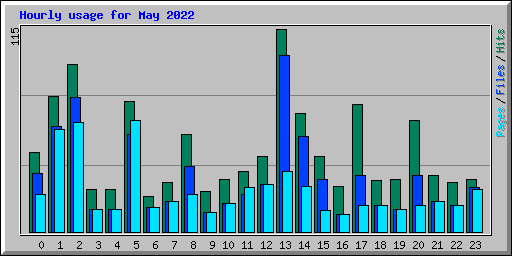 Hourly usage for May 2022
115
Pages/Files/Hits
0 1 2 3 4 5 6 7 8 9 10 11 12 13 14 15 16 17 18 19 20 21 22 23